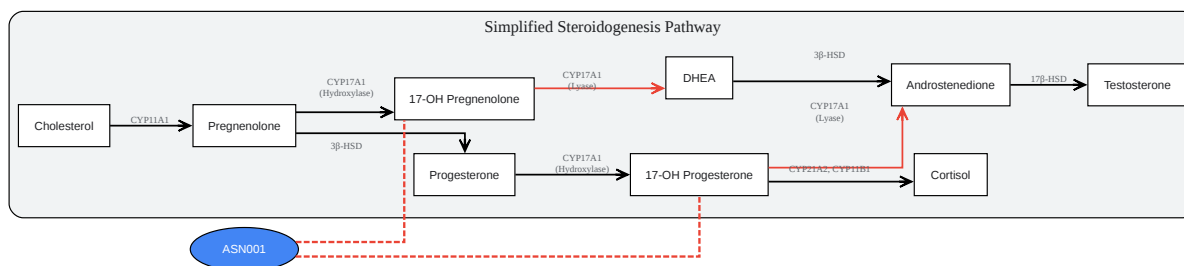 Simplified Steroidogenesis Pathway
3β-HSD
CYP17A1
(Hydroxylase)
CYP17A1
(Lyase)
DHEA
17-OH Pregnenolone
Androstenedione
17β-HSD
Testosterone
CYP17A1
(Lyase)
Cholesterol
CYP11A1
Pregnenolone
3β-HSD
CYP17A1
(Hydroxylase)
CYP21A2, CYP11B1
Progesterone
17-OH Progesterone
Cortisol
ASN001